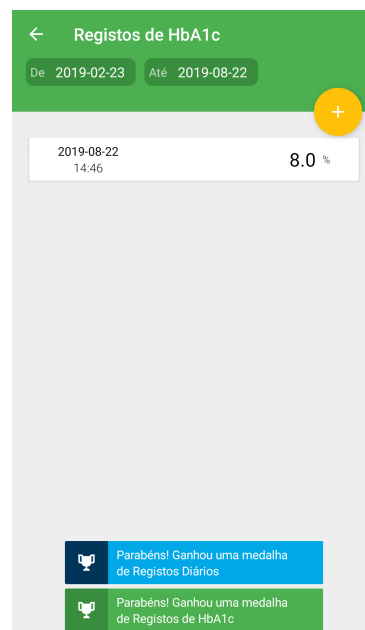 Registos de HbA1c
De 2019-02-23 Até 2019-08-22
+
2019-08-22
14:46
8.0 %
Parabéns! Ganhou uma medalha
de Registos Diários
Parabéns! Ganhou uma medalha
de Registos de HbA1c